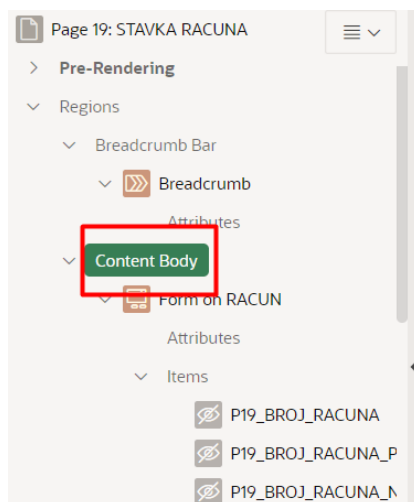 Page 19: STAVKA RACUNA
Pre-Rendering
Regions
Breadcrumb Bar
Breadcrumb
Attributes
Content Body
Form on RACUN
Attributes
Items
P19_BROJ_RACUNA
P19_BROJ_RACUNA_P
P19_BROJ_RACUNA_N